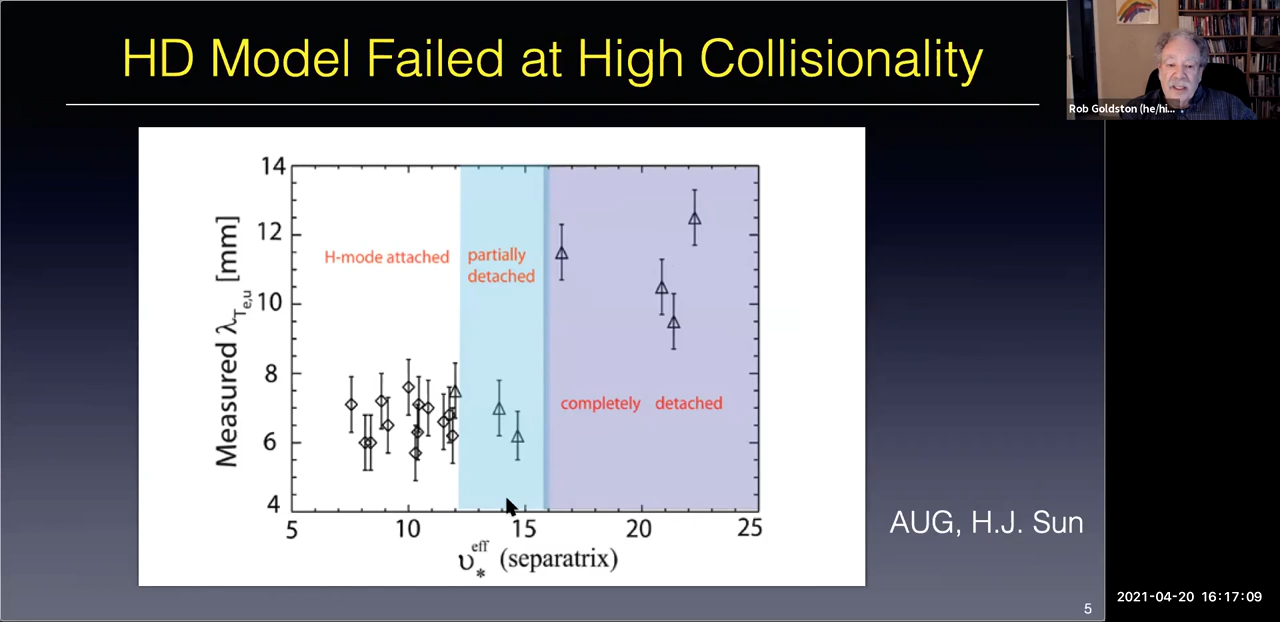 HD Model Failed at High Collisionality
Rob Goldston (he/hi...
14
12
10
8
6
4
Measured λTe,u [mm]
H-mode attached
partially
detached
completely detached
5
10
15
20
25
υ*eff (separatrix)
AUG, H.J. Sun
5
2021-04-20 16:17:09